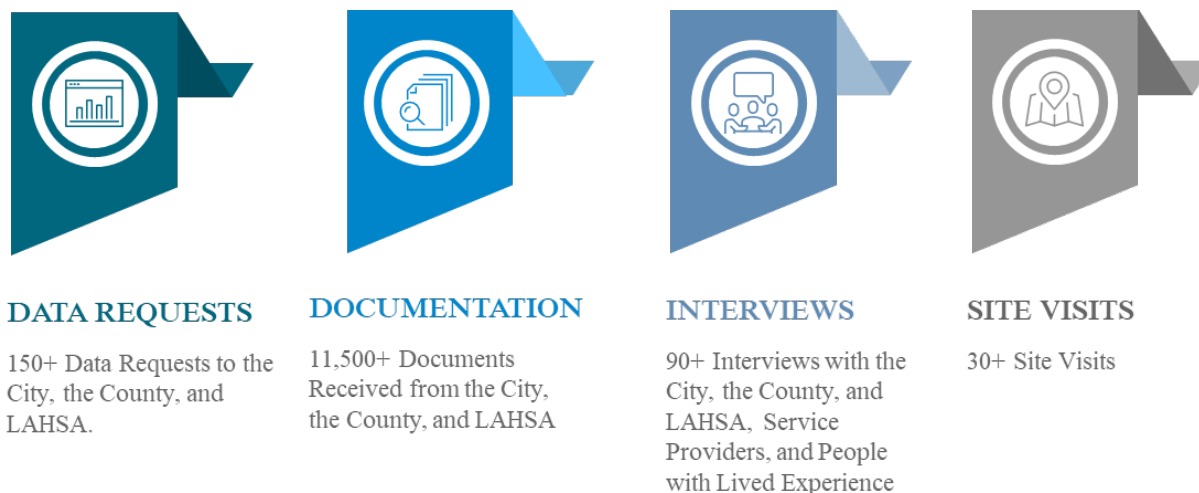 DATA REQUESTS
150+ Data Requests to the
City, the County, and
LAHSA.
DOCUMENTATION
11,500+ Documents
Received from the City,
the County, and LAHSA
INTERVIEWS
90+ Interviews with the
City, the County, and
LAHSA, Service
Providers, and People
with Lived Experience
SITE VISITS
30+ Site Visits